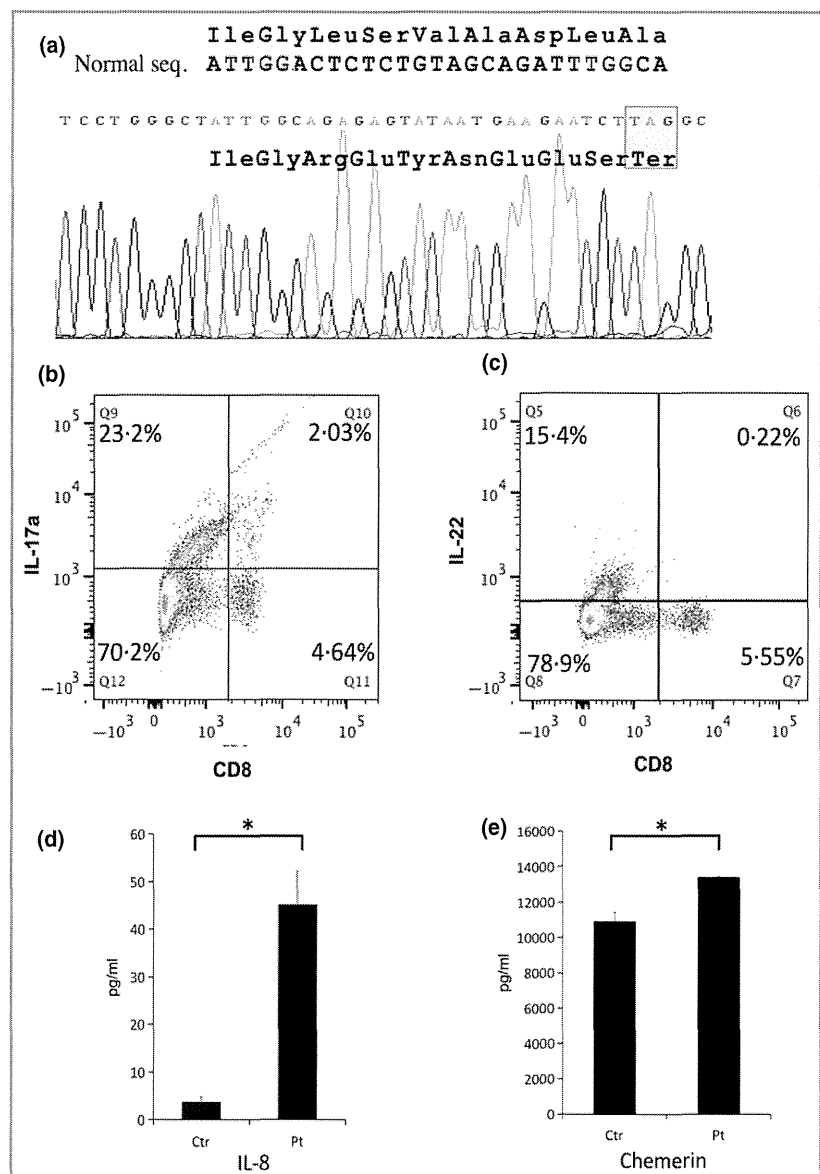 (a)
IleGlyLeuSerValAlaAspLeuAla
Normal seq. ATTGGACTCTCTGTAGCAGATTTGGCA
TCCTGGGCTATTGGCAGAGAGTATAATGAAGAATCTTAGGC
IleGlyArgGluTyrAsnGluGluSerTer
(b)
Q9
23·2%
Q10
2·03%
70·2%
Q12
4·64%
Q11
10^5
10^4
10^3
−10^3
IL-17a
−10^3 0 10^3 10^4 10^5
CD8
(c)
Q5
15·4%
Q6
0·22%
78·9%
Q8
5·55%
Q7
10^5
10^4
10^3
−10^3
IL-22
−10^3 0 10^3 10^4 10^5
CD8
(d)
*
60
50
40
30
20
10
0
pg/ml
Ctr Pt
IL-8
(e)
*
16000
14000
12000
10000
8000
6000
4000
2000
0
pg/ml
Ctr Pt
Chemerin